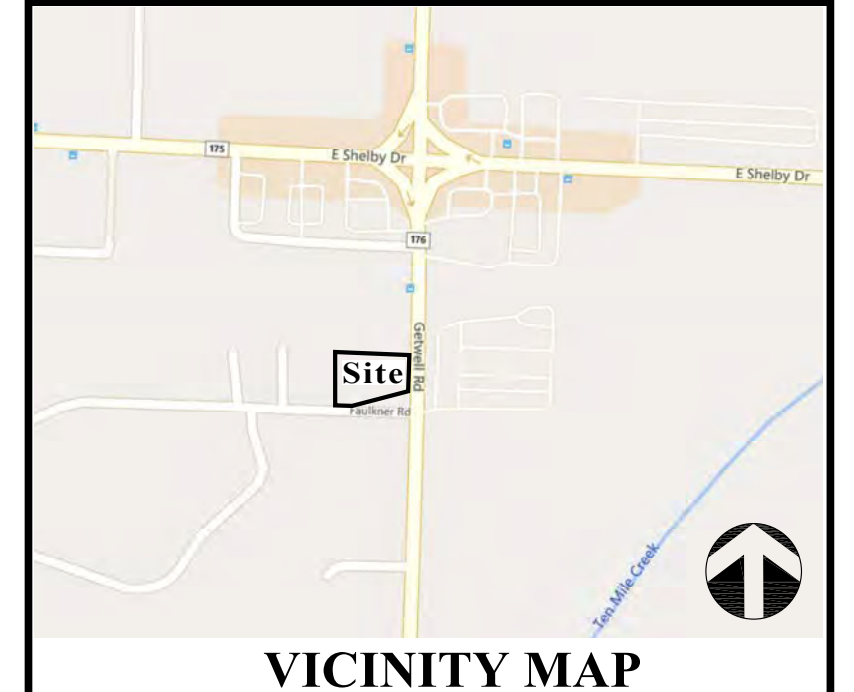 175
E Shelby Dr
E Shelby Dr
176
Getwell Rd
Site
Faulkner Rd
Ten Mile Creek
VICINITY MAP